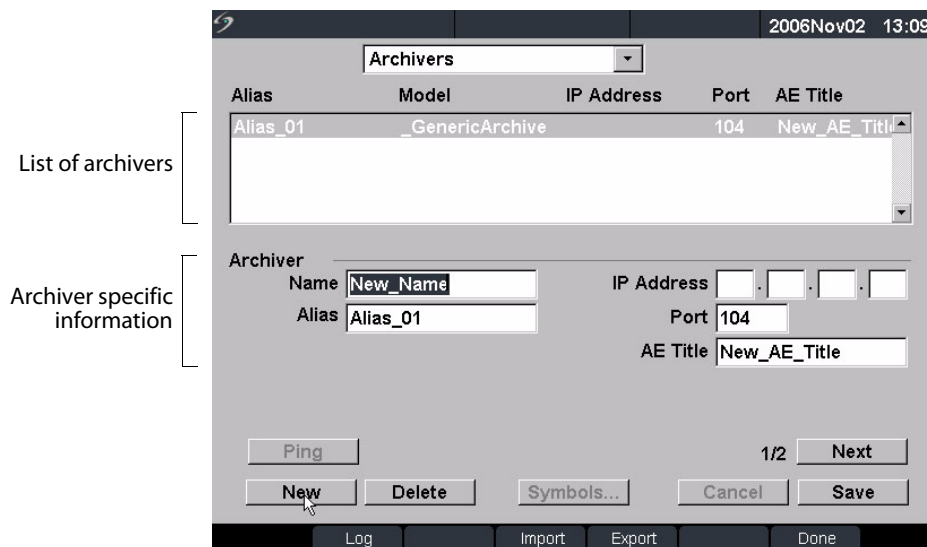 2006Nov02 13:09
Archivers
Alias Model IP Address Port AE Title
List of archivers
Alias_01 _GenericArchive 104 New_AE_Titl
Archiver specific information
Archiver
Name New_Name IP Address . . .
Alias Alias_01 Port 104
AE Title New_AE_Title
Ping 1/2 Next
New Delete Symbols... Cancel Save
Log Import Export Done